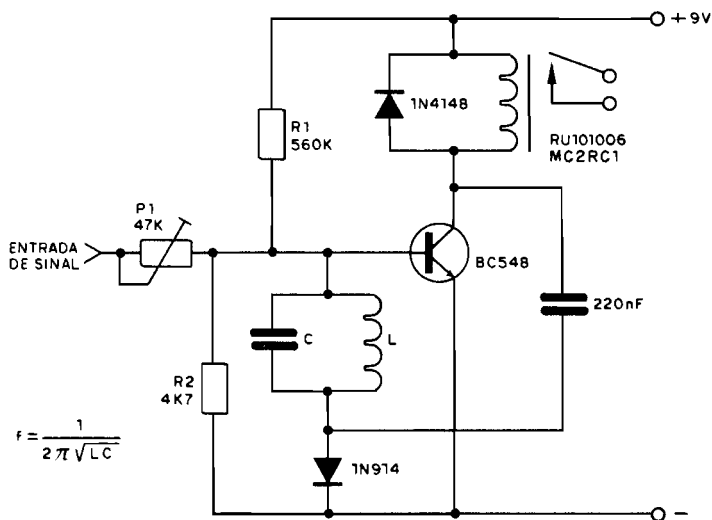 +9V
1N4148
R1
560K
RU101006
MC2RC1
P1
47K
ENTRADA
DE SINAL
BC548
220nF
C
L
R2
4K7
F = 1 / 2π√LC
1N914
-